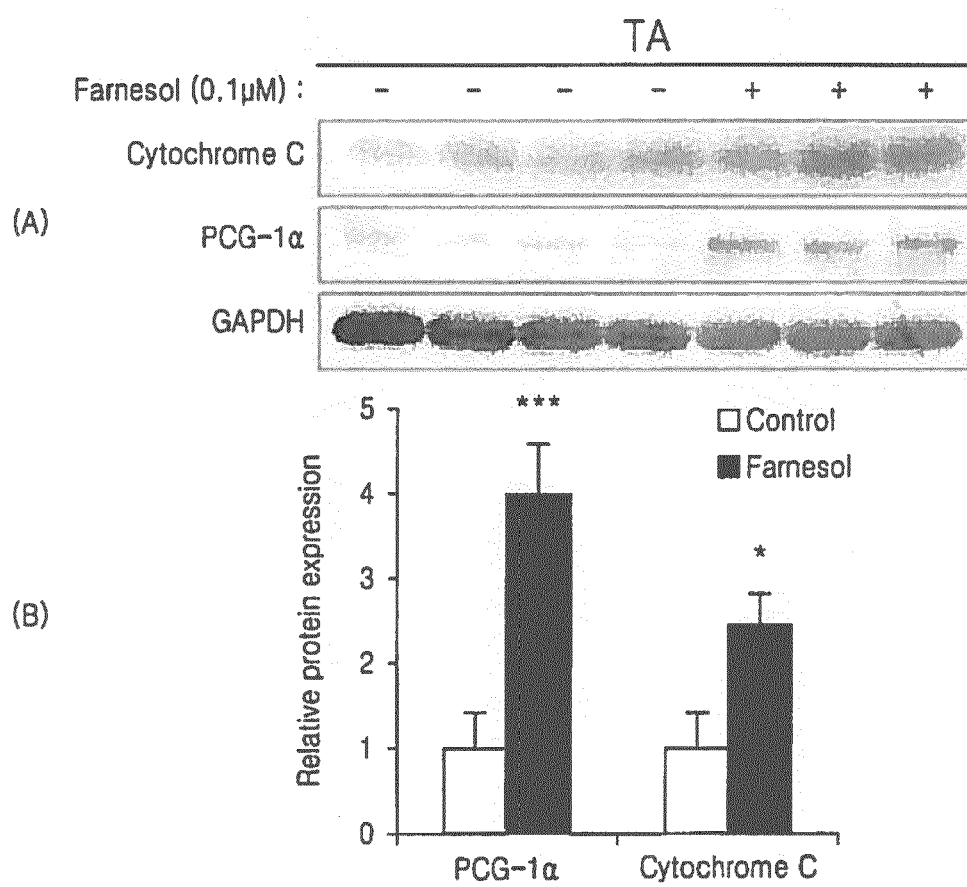 TA
Farnesol (0.1μM) : - - - - + + +
Cytochrome C
(A)
PCG-1α
GAPDH
5
4
3
2
1
0
***
*
Control
Farnesol
Relative protein expression
(B)
PCG-1α Cytochrome C